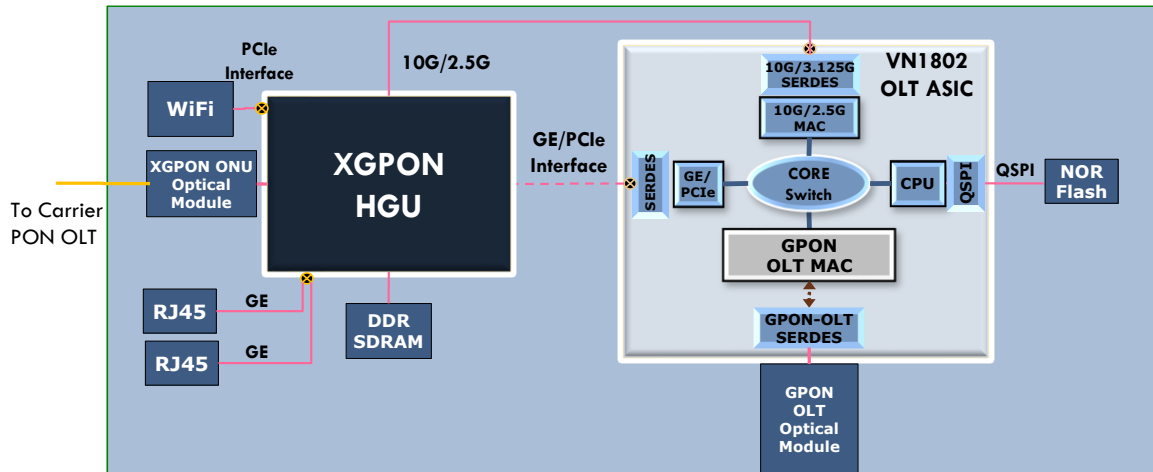 PCIe
Interface
10G/2.5G
VN1802
OLT ASIC
10G/3.125G
SERDES
10G/2.5G
MAC
WiFi
XGPON ONU
Optical
Module
XGPON
HGU
GE/PCIe
Interface
SERDES
GE/
PCIe
CORE
Switch
CPU
QSPI
QSPI
NOR
Flash
To Carrier
PON OLT
GPON
OLT MAC
RJ45
GE
RJ45
GE
DDR
SDRAM
GPON-OLT
SERDES
GPON
OLT
Optical
Module